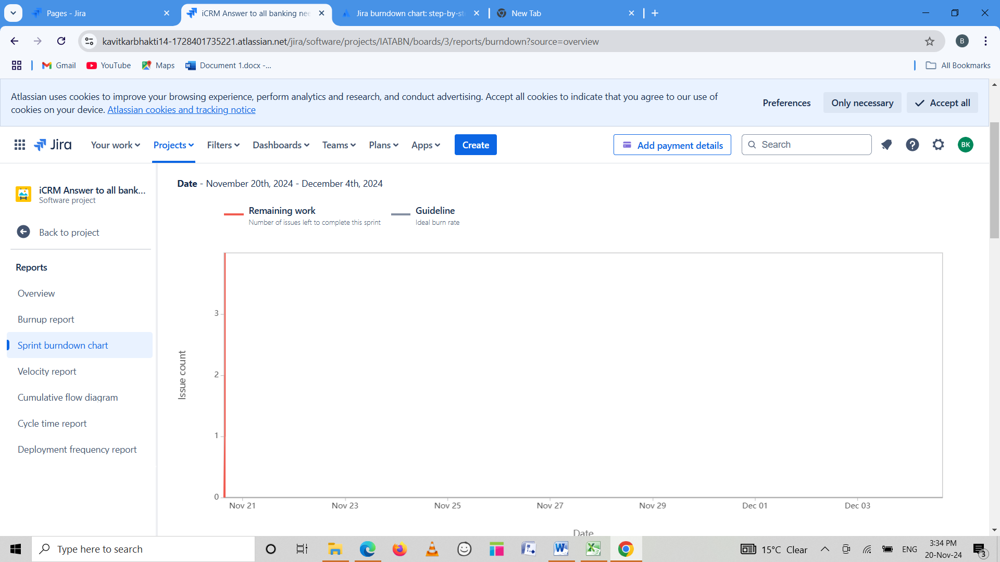 Pages - Jira
iCRM Answer to all banking nee
Jira burndown chart: step-by-st
New Tab
kavitkarbhakti14-1728401735221.atlassian.net/jira/software/projects/IATABN/boards/3/reports/burndown?source=overview
B
Gmail
YouTube
Maps
Document 1.docx -...
All Bookmarks
Atlassian uses cookies to improve your browsing experience, perform analytics and research, and conduct advertising. Accept all cookies to indicate that you agree to our use of
cookies on your device. Atlassian cookies and tracking notice
Preferences
Only necessary
Accept all
Jira
Your work
Projects
Filters
Dashboards
Teams
Plans
Apps
Create
Add payment details
Search
BK
iCRM Answer to all bank...
Software project
Back to project
Reports
Overview
Burnup report
Sprint burndown chart
Velocity report
Cumulative flow diagram
Cycle time report
Deployment frequency report
Date - November 20th, 2024 - December 4th, 2024
Remaining work
Number of issues left to complete this sprint
Guideline
Ideal burn rate
Issue count
3
2
1
0
Nov 21
Nov 23
Nov 25
Nov 27
Nov 29
Dec 01
Dec 03
Date
Type here to search
15°C Clear
ENG
3:34 PM
20-Nov-24
3